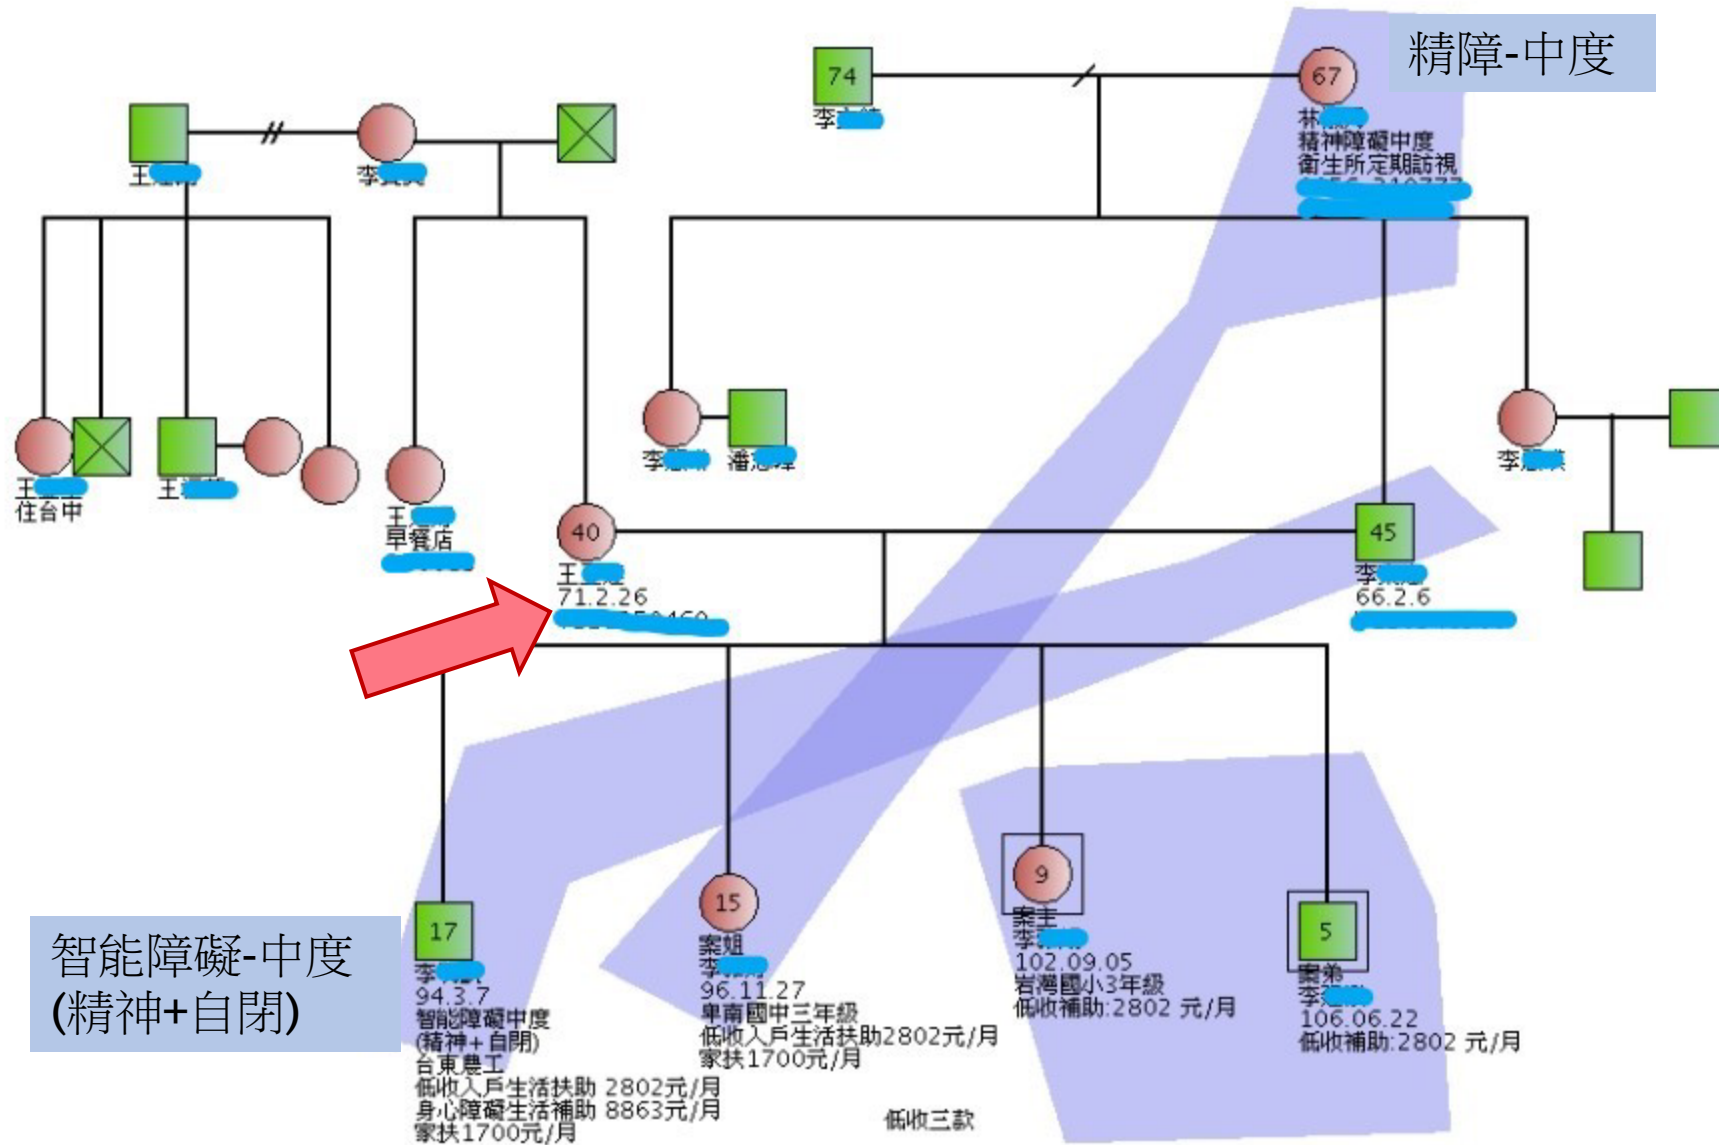 精障-中度
74
李
67
林
精神障礙中度
衛生所定期訪視
王
李
王
住台中
王
王
早餐店
李
潘
李
40
王
71.2.26
45
李
66.2.6
17
李
94.3.7
智能障礙中度
(精神+自閉)
台東農工
低收入戶生活扶助 2802元/月
身心障礙生活補助 8863元/月
家扶1700元/月
15
案姐
李
96.11.27
卑南國中三年級
低收入戶生活扶助2802元/月
家扶1700元/月
9
案主
李
102.09.05
岩灣國小3年級
低收補助:2802 元/月
5
案弟
李
106.06.22
低收補助:2802 元/月
智能障礙-中度
(精神+自閉)
低收三款